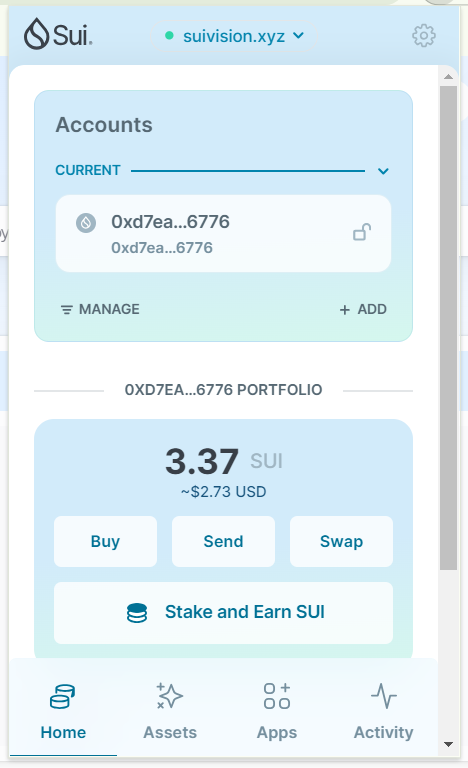 Sui
suivision.xyz
Accounts
CURRENT
0xd7ea...6776
0xd7ea...6776
MANAGE
+ ADD
0XD7EA...6776 PORTFOLIO
3.37 SUI
~$2.73 USD
Buy
Send
Swap
Stake and Earn SUI
Home
Assets
Apps
Activity